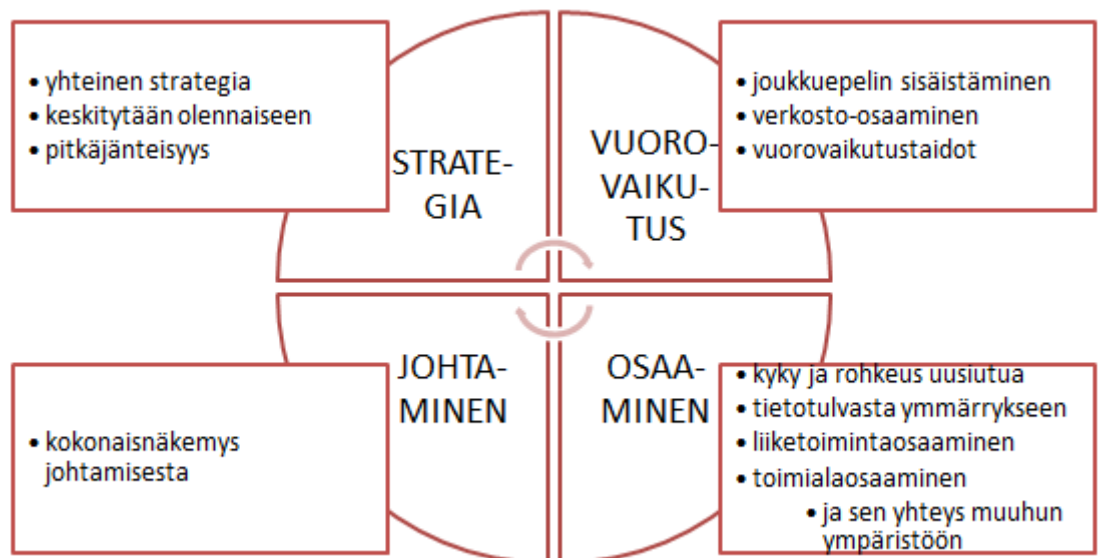 • yhteinen strategia
• keskitytään olennaiseen
• pitkäjänteisyys
STRATE-
GIA
VUORO-
VAIKU-
TUS
• joukkuepelin sisäistäminen
• verkosto-osaaminen
• vuorovaikutustaidot
• kokonaisnäkemys
johtamisesta
JOHTA-
MINEN
OSAA-
MINEN
• kyky ja rohkeus uusiutua
• tietotulvasta ymmärrykseen
• liiketoimintaosaaminen
• toimialaosaaminen
• ja sen yhteys muuhun
ympäristöön